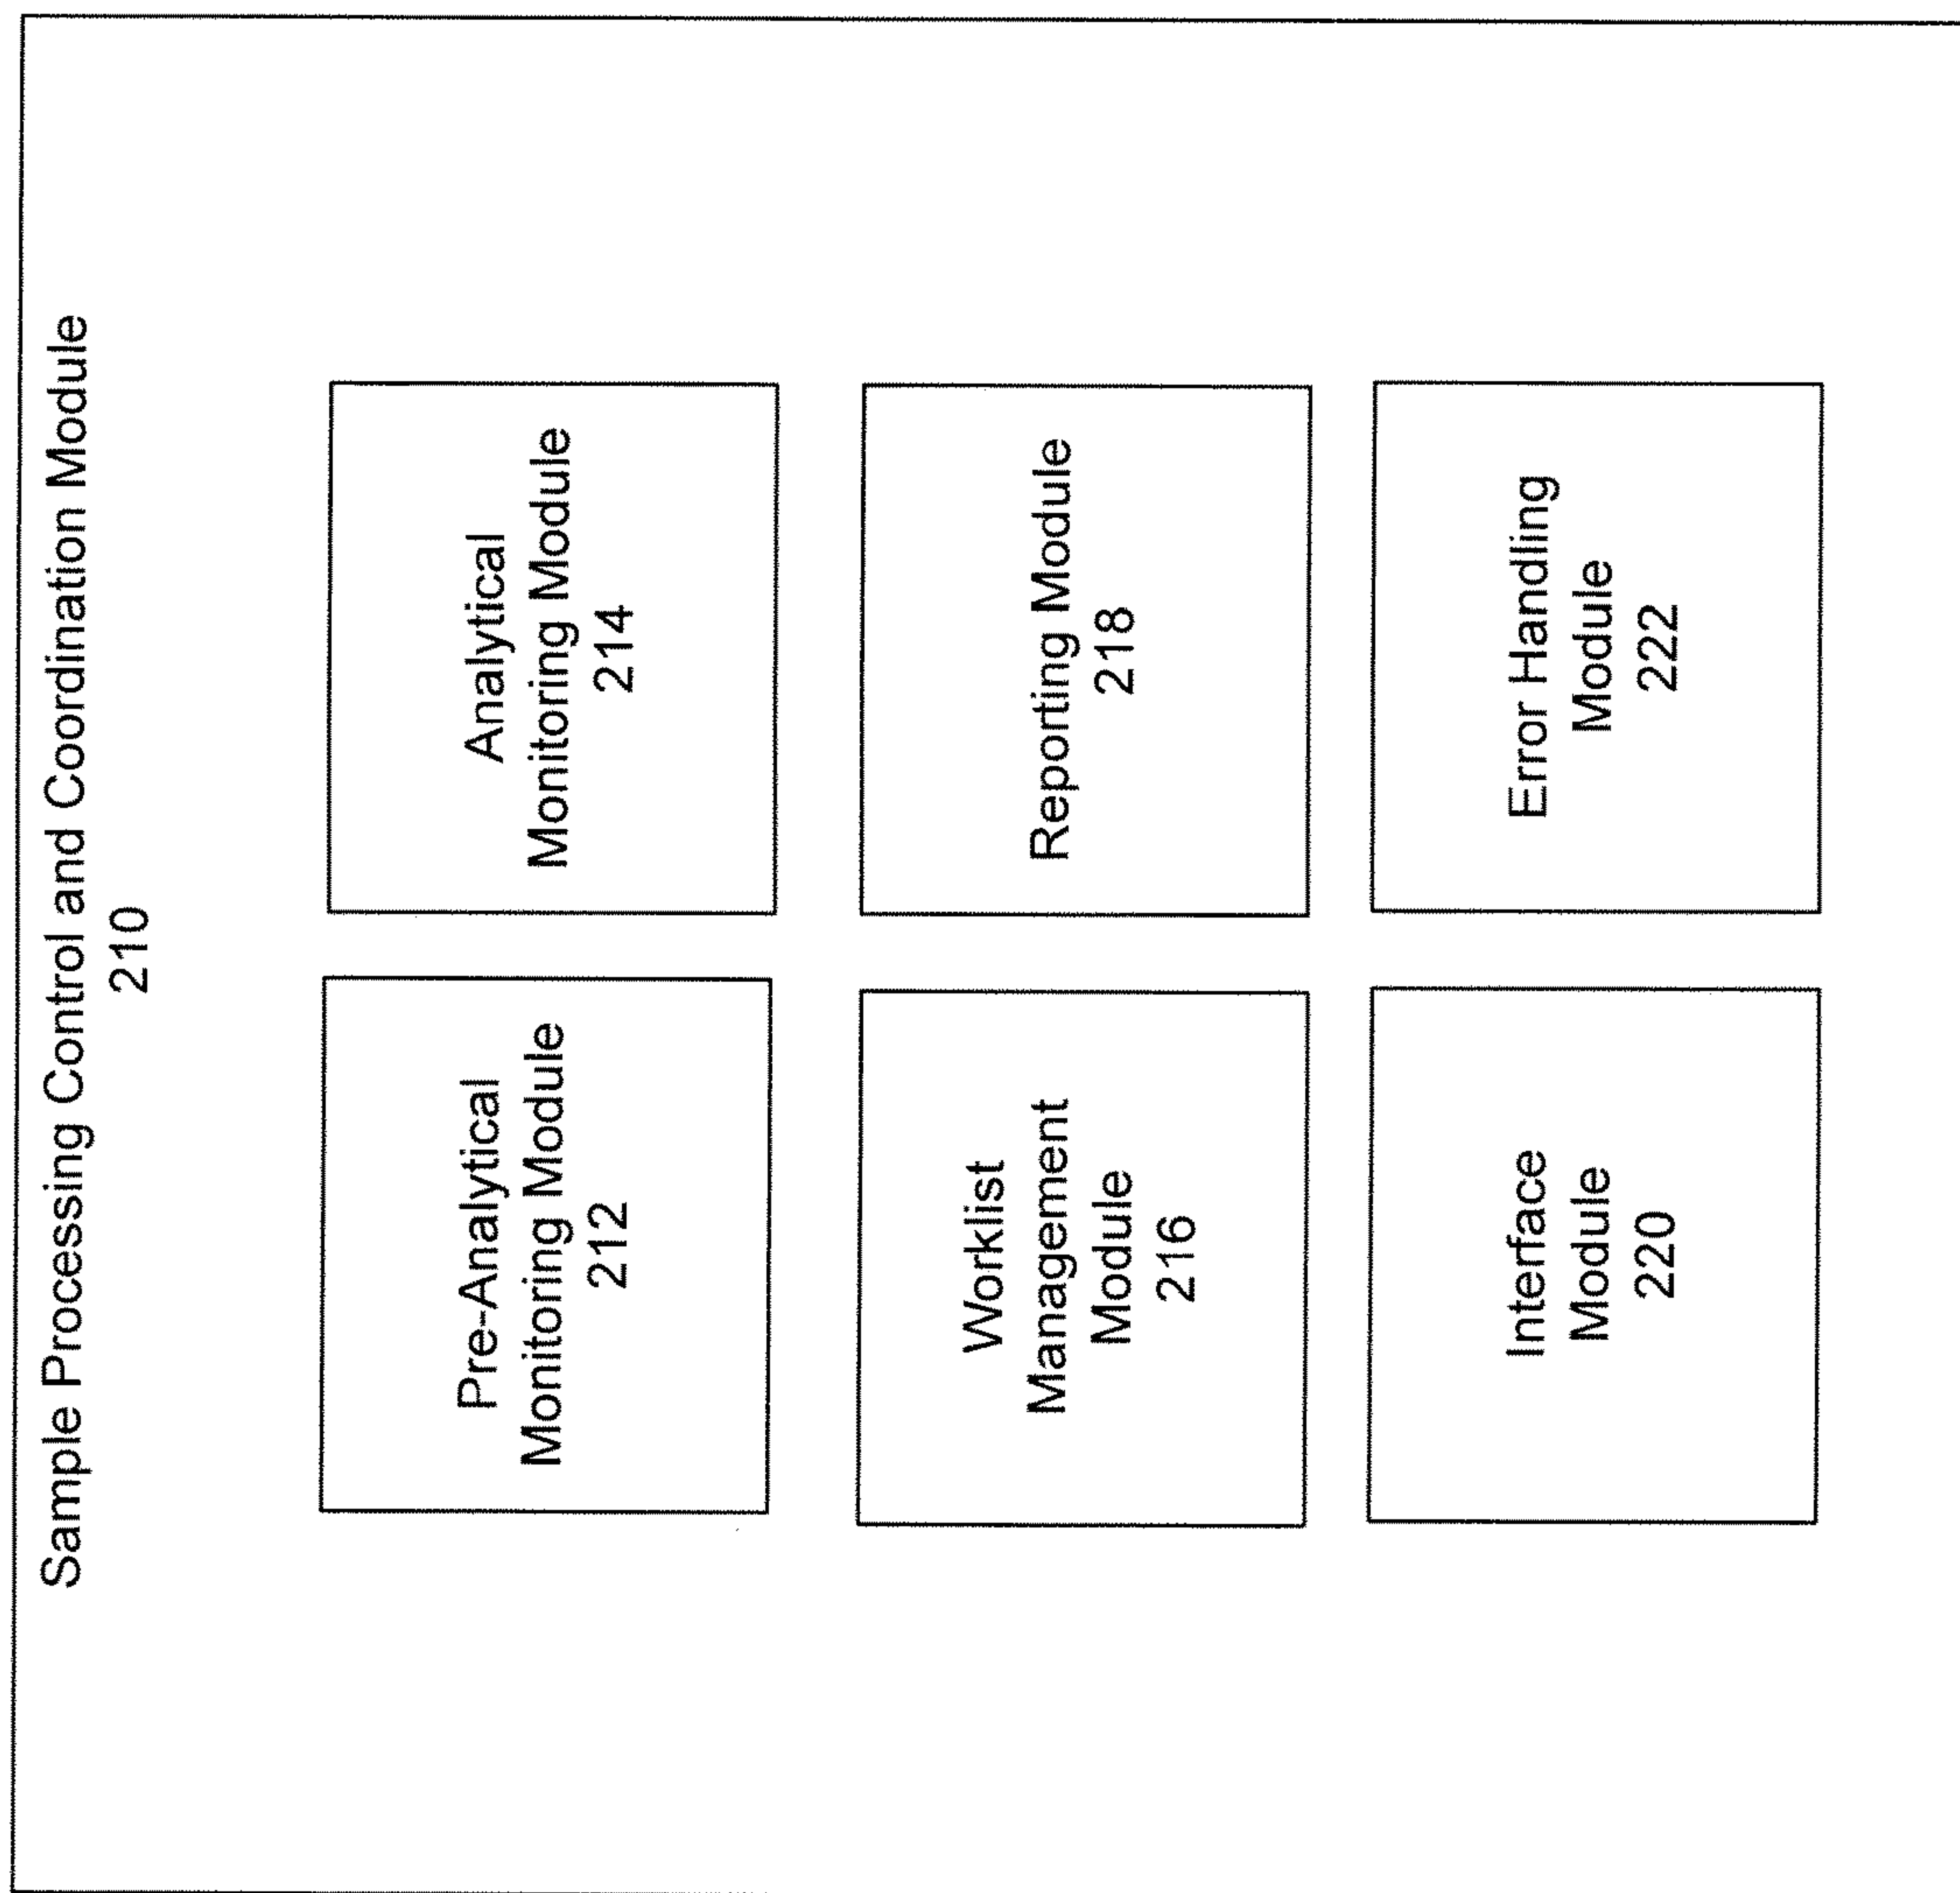 Sample Processing Control and Coordination Module
210
Pre-Analytical
Monitoring Module
212
Analytical
Monitoring Module
214
Worklist
Management
Module
216
Reporting Module
218
Interface
Module
220
Error Handling
Module
222